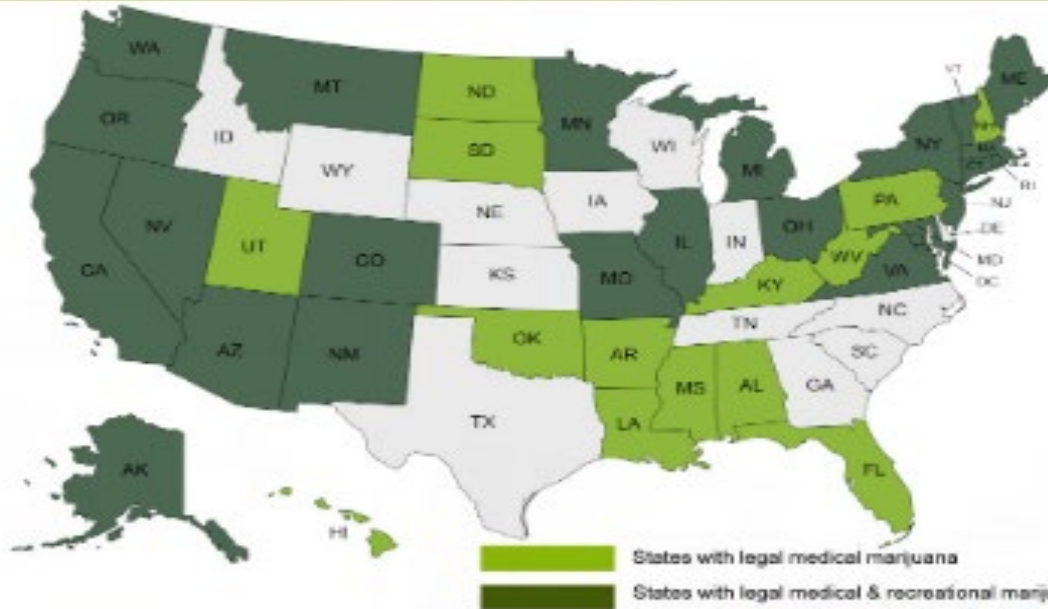 WA
MT
ND
MN
ME
OR
ID
SD
WI
NY
NH
WY
MI
RI
IA
PA
NJ
NE
NV
OH
DE
UT
IL
IN
CA
CO
WV
MD
KS
MO
VA
KY
DC
NC
TN
OK
AZ
NM
AR
SC
MS
AL
GA
TX
LA
AK
FL
HI
States with legal medical marijuana
States with legal medical & recreational marij